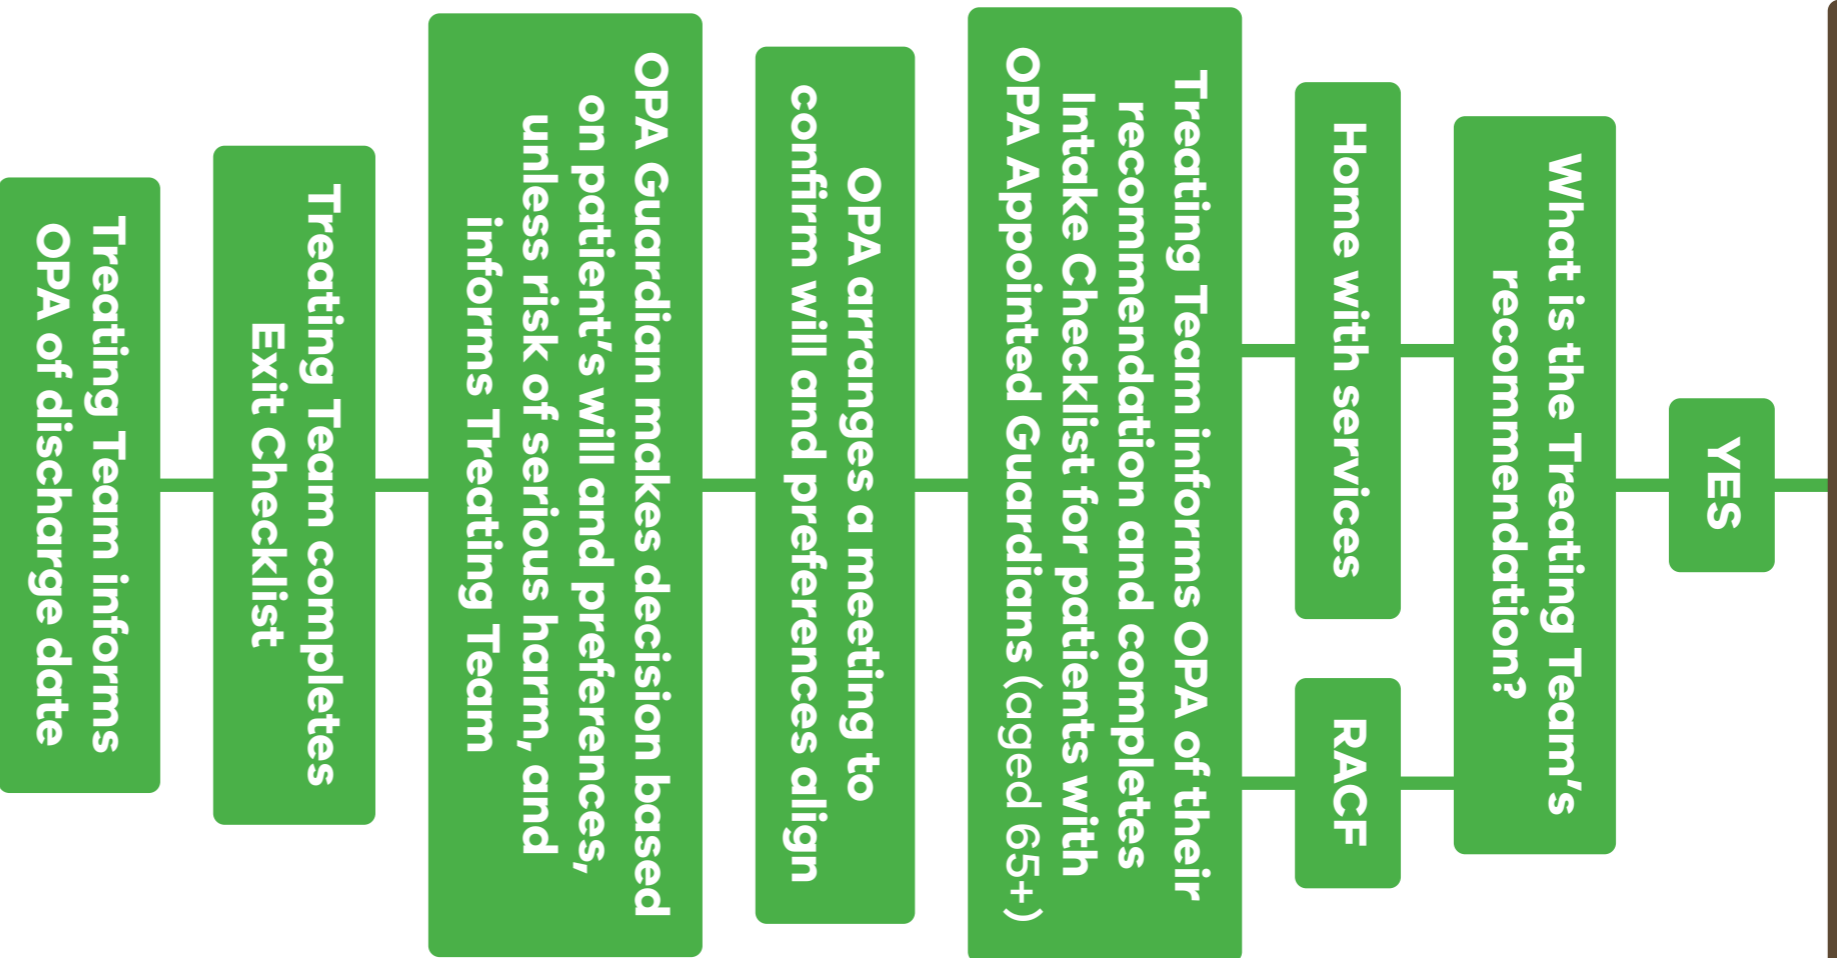 YES
What is the Treating Team's
recommendation?
Home with services
RACF
Treating Team informs OPA of their
recommendation and completes
Intake Checklist for patients with
OPA Appointed Guardians (aged 65+)
OPA arranges a meeting to
confirm will and preferences align
OPA Guardian makes decision based
on patient's will and preferences,
unless risk of serious harm, and
informs Treating Team
Treating Team completes
Exit Checklist
Treating Team informs
OPA of discharge date